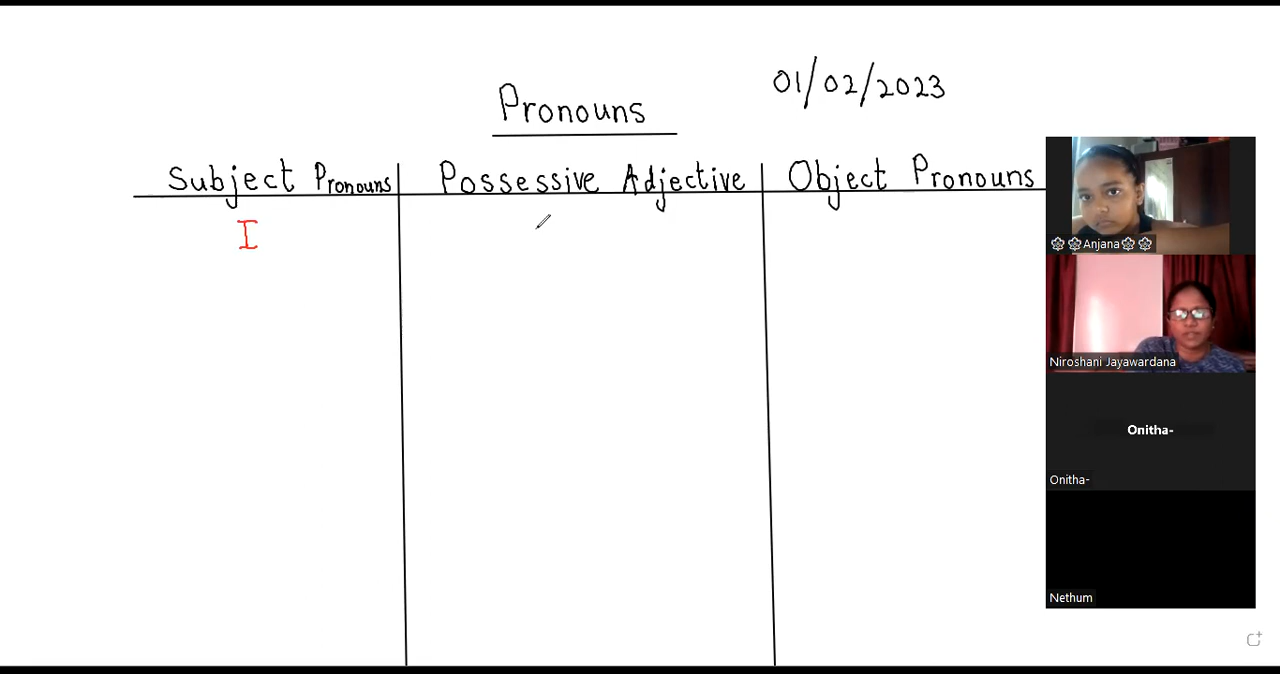 01/02/2023
Pronouns
Subject Pronouns Possessive Adjective Object Pronouns
I
🏵🏵Anjana🏵🏵
Niroshani Jayawardana
Onitha-
Onitha-
Nethum